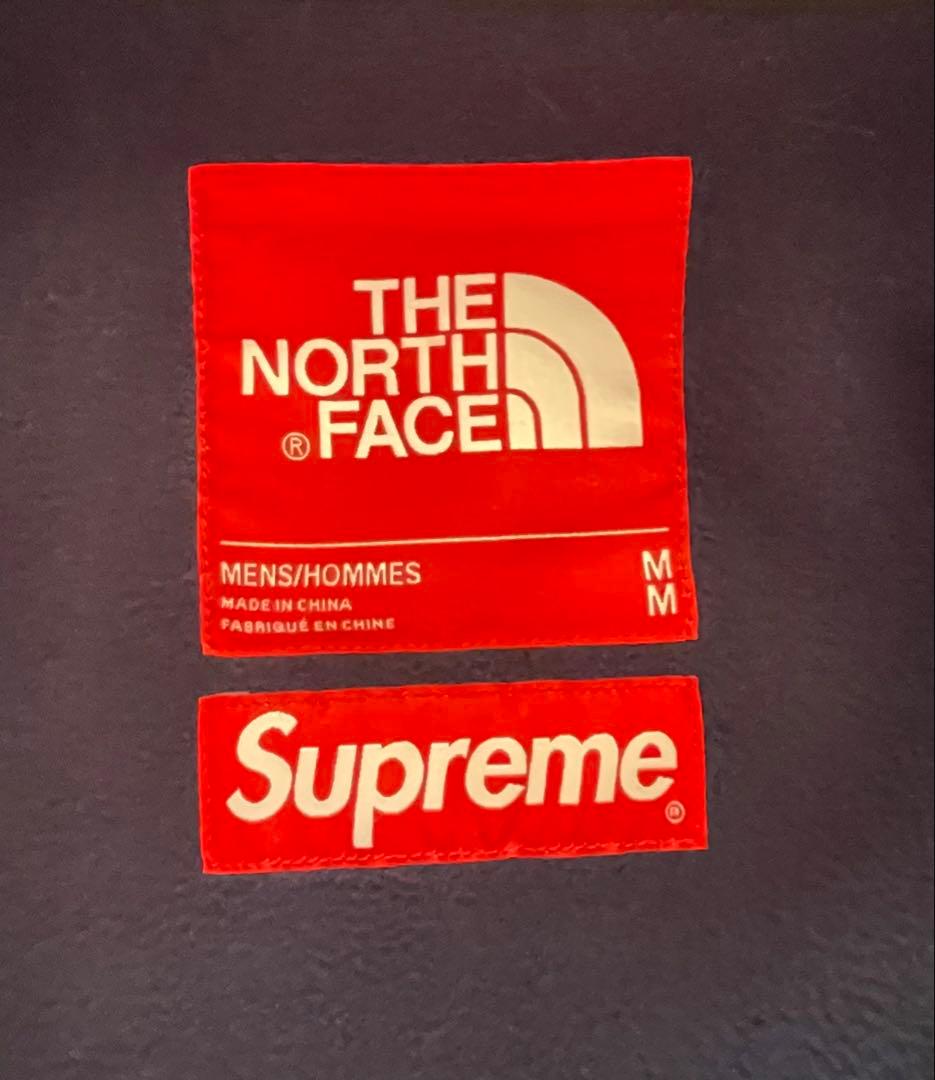 THE
NORTH
® FACE
MENS/HOMMES M
MADE IN CHINA M
FABRIQUÉ EN CHINE
Supreme ®